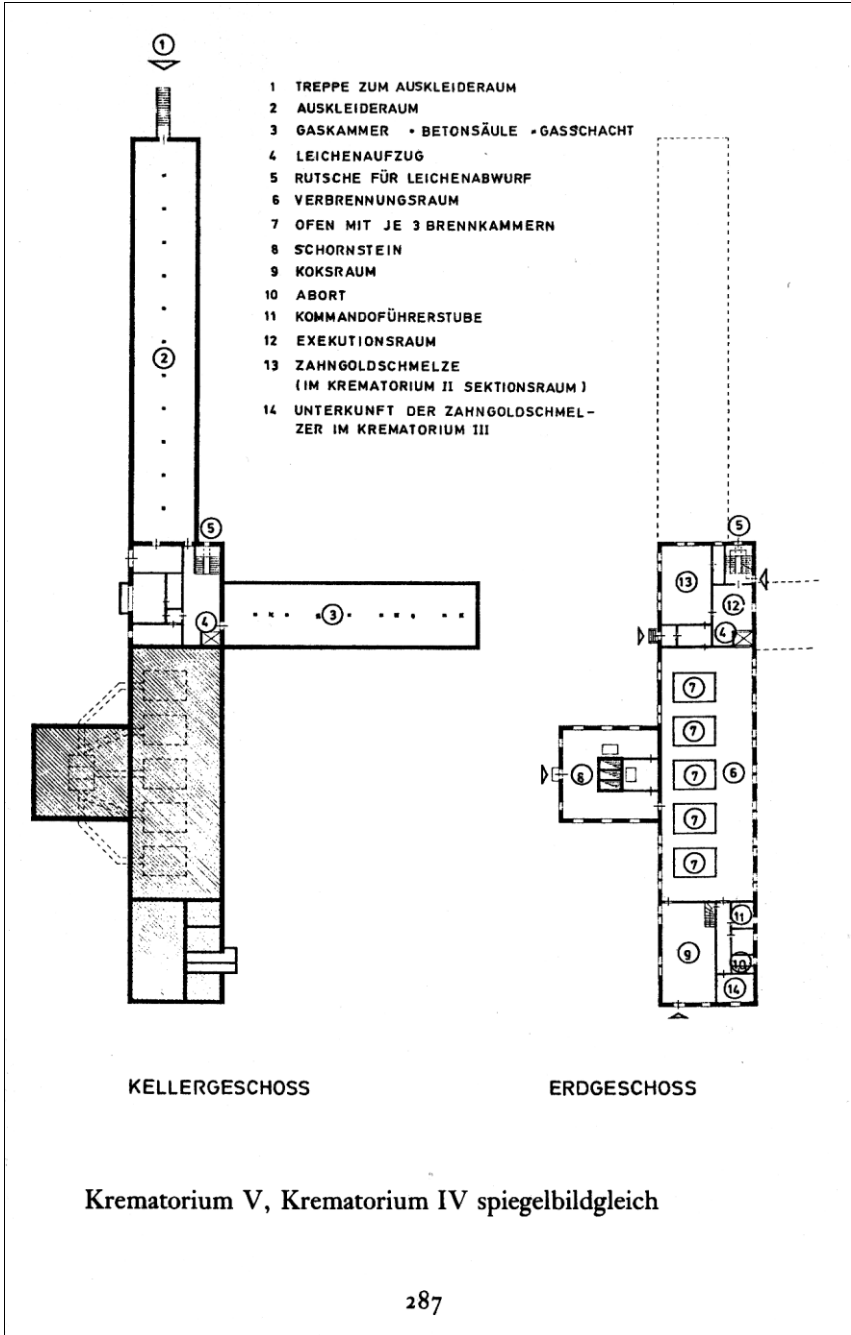 1
1 TREPPE ZUM AUSKLEIDERAUM
2 AUSKLEIDERAUM
3 GASKAMMER ▪ BETONSÄULE ▪ GASSCHACHT
4 LEICHENAUFZUG
5 RUTSCHE FÜR LEICHENABWURF
6 VERBRENNUNGSRAUM
7 OFEN MIT JE 3 BRENNKAMMERN
8 SCHORNSTEIN
9 KOKSRAUM
10 ABORT
11 KOMMANDOFÜHRERSTUBE
12 EXEKUTIONSRAUM
13 ZAHNGOLDSCHMELZE
(IM KREMATORIUM II SEKTIONSRAUM)
14 UNTERKUNFT DER ZAHNGOLDSCHMEL-
ZER IM KREMATORIUM III
2
5
4
3
5
13
12
4
7
7
8
7
6
7
7
11
9
10
14
KELLERGESCHOSS
ERDGESCHOSS
Krematorium V, Krematorium IV spiegelbildgleich
287